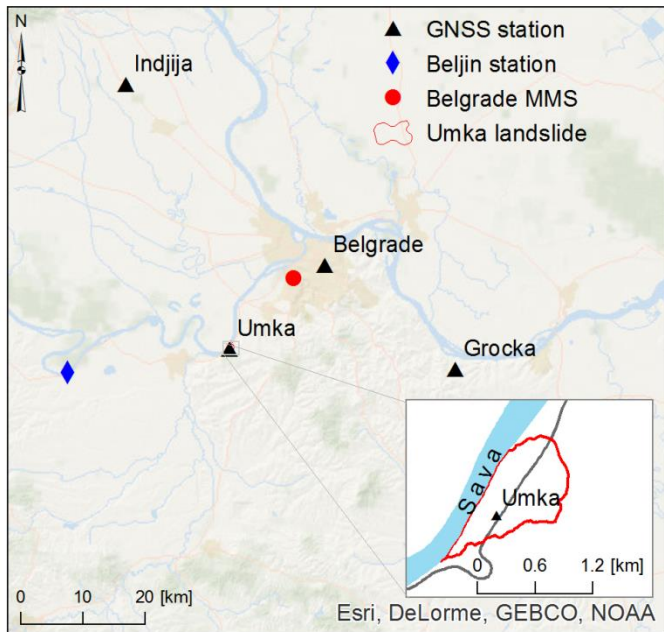 N
GNSS station
Beljin station
Belgrade MMS
Umka landslide
Indjija
Belgrade
Umka
Grocka
Sava
Umka
0 0.6 1.2 [km]
0 10 20 [km]
Esri, DeLorme, GEBCO, NOAA